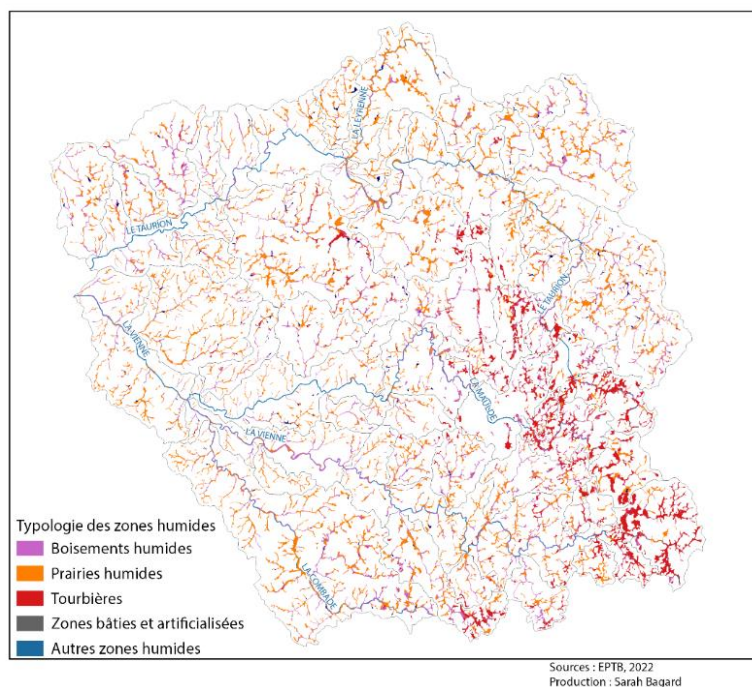 LA LEYRENNE
LE TAURION
LE TAURION
LA VIENNE
LA MAULDE
LA VIENNE
LA COMBADE
Typologie des zones humides
Boisements humides
Prairies humides
Tourbières
Zones bâties et artificialisées
Autres zones humides
Sources : EPTB, 2022
Production : Sarah Bagard